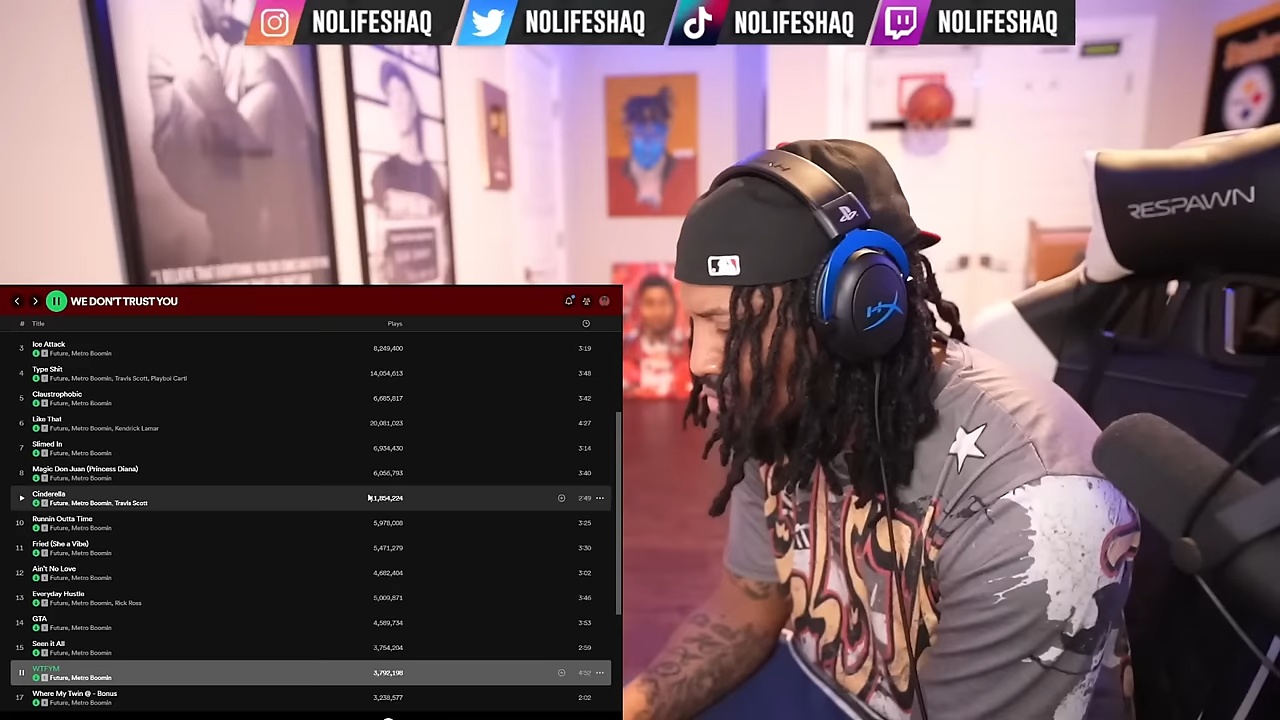 NOLIFESHAQ NOLIFESHAQ NOLIFESHAQ NOLIFESHAQ
RESPAWN
WE DON'T TRUST YOU
# Title Plays
3 Ice Attack 8,249,400 3:19
E Future, Metro Boomin
4 Type Shit 14,054,613 3:48
E Future, Metro Boomin, Travis Scott, Playboi Carti
5 Claustrophobic 6,685,817 3:42
E Future, Metro Boomin
6 Like That 20,081,023 4:27
E Future, Metro Boomin, Kendrick Lamar
7 Slimed In 6,934,430 3:14
E Future, Metro Boomin
8 Magic Don Juan (Princess Diana) 6,056,793 3:40
E Future, Metro Boomin
Cinderella 11,854,224 2:49
E Future, Metro Boomin, Travis Scott
10 Runnin Outta Time 5,978,008 3:25
E Future, Metro Boomin
11 Fried (She a Vibe) 5,471,279 3:30
E Future, Metro Boomin
12 Ain't No Love 4,682,404 3:02
E Future, Metro Boomin
13 Everyday Hustle 5,009,871 3:46
E Future, Metro Boomin, Rick Ross
14 GTA 4,589,734 3:53
E Future, Metro Boomin
15 Seen it All 3,754,204 2:59
E Future, Metro Boomin
WTFYM 3,792,198 4:52
E Future, Metro Boomin
17 Where My Twin @ - Bonus 3,238,577 2:02
E Future, Metro Boomin